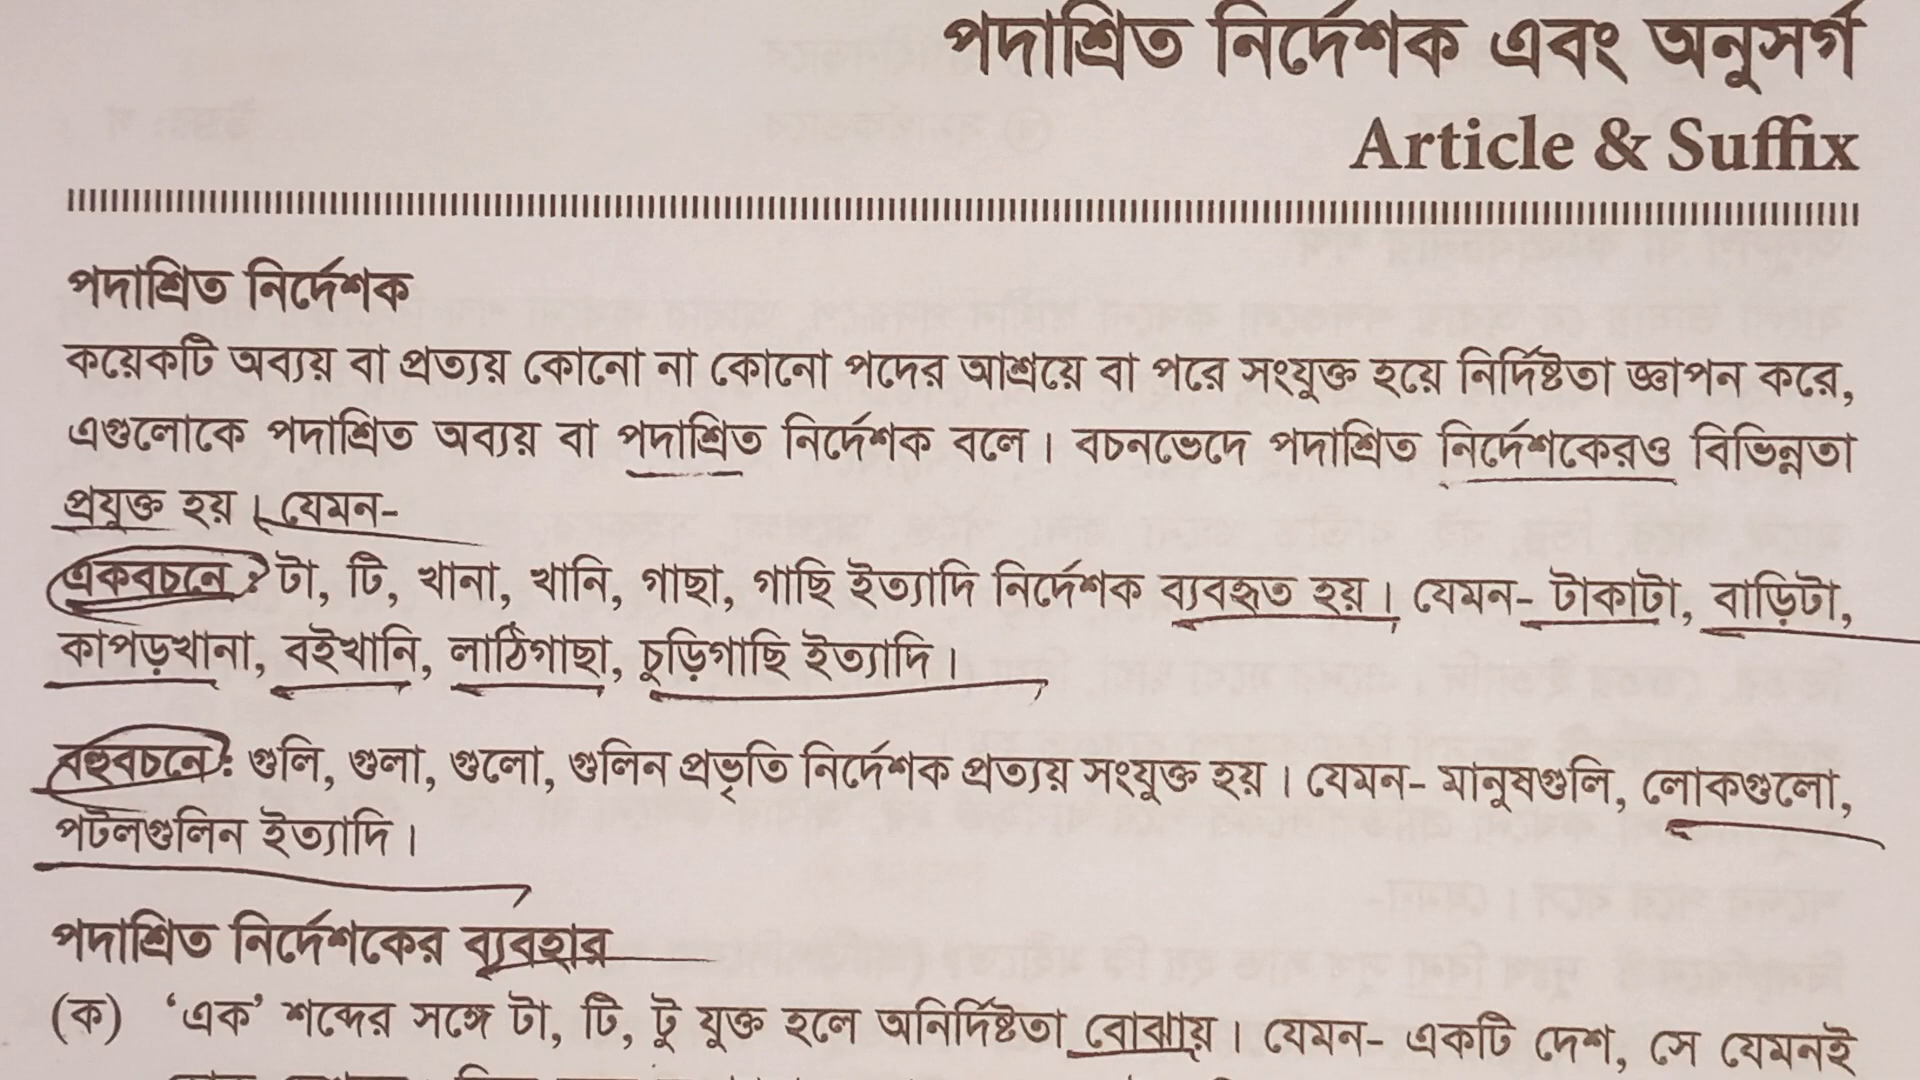 পদাশ্রিত নির্দেশক এবং অনুসর্গ
Article & Suffix
পদাশ্রিত নির্দেশক
কয়েকটি অব্যয় বা প্রত্যয় কোনো না কোনো পদের আশ্রয়ে বা পরে সংযুক্ত হয়ে নির্দিষ্টতা জ্ঞাপন করে,
এগুলোকে পদাশ্রিত অব্যয় বা পদাশ্রিত নির্দেশক বলে। বচনভেদে পদাশ্রিত নির্দেশকেরও বিভিন্নতা
প্রযুক্ত হয়। যেমন-
একবচনে : টা, টি, খানা, খানি, গাছা, গাছি ইত্যাদি নির্দেশক ব্যবহৃত হয়। যেমন- টাকাটা, বাড়িটা,
কাপড়খানা, বইখানি, লাঠিগাছা, চুড়িগাছি ইত্যাদি।
বহুবচনে: গুলি, গুলা, গুলো, গুলিন প্রভৃতি নির্দেশক প্রত্যয় সংযুক্ত হয়। যেমন- মানুষগুলি, লোকগুলো,
পটলগুলিন ইত্যাদি।
পদাশ্রিত নির্দেশকের ব্যবহার
(ক) ‘এক’ শব্দের সঙ্গে টা, টি, টু যুক্ত হলে অনির্দিষ্টতা বোঝায়। যেমন- একটি দেশ, সে যেমনই